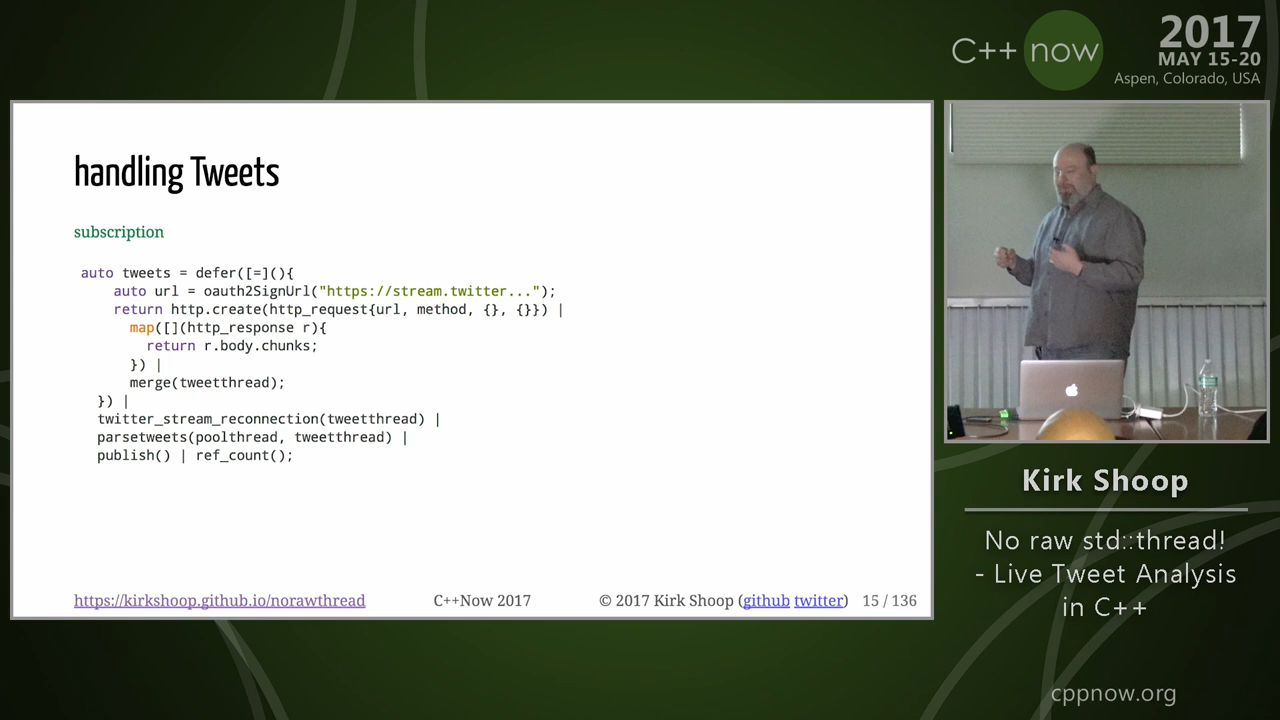 C++ now
2017
MAY 15-20
Aspen, Colorado, USA
handling Tweets
subscription
auto tweets = defer([=](){
auto url = oauth2SignUrl("https://stream.twitter...");
return http.create(http_request{url, method, {}, {}}) |
map([](http_response r){
return r.body.chunks;
}) |
merge(tweetthread);
}) |
twitter_stream_reconnection(tweetthread) |
parsetweets(poolthread, tweetthread) |
publish() | ref_count();
https://kirkshoop.github.io/norawthread
C++Now 2017
© 2017 Kirk Shoop (github twitter)
15 / 136
Kirk Shoop
No raw std::thread!
- Live Tweet Analysis
in C++
cppnow.org